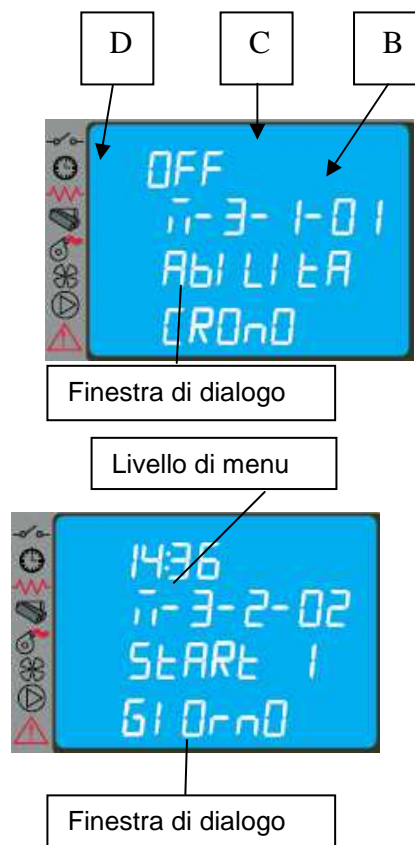 D C B
OFF
m-3-1-01
AbILItA
CROnO
Finestra di dialogo
Livello di menu
14:36
m-3-2-02
StARt 1
GIOrnO
Finestra di dialogo